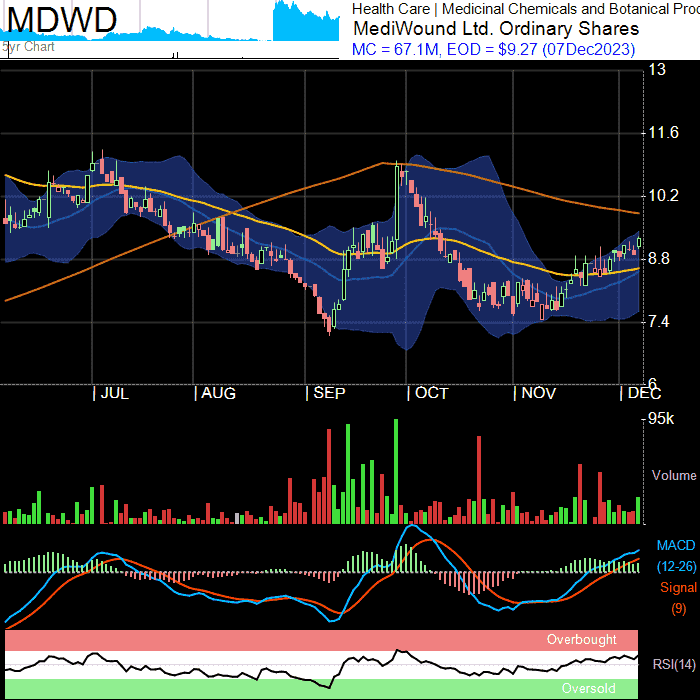 MDWD
5yr Chart
Health Care | Medicinal Chemicals and Botanical Proc
MediWound Ltd. Ordinary Shares
MC = 67.1M, EOD = $9.27 (07Dec2023)
13
11.6
10.2
8.8
7.4
6
JUL AUG SEP OCT NOV DEC
95k
Volume
MACD
(12-26)
Signal
(9)
Overbought
RSI(14)
Oversold